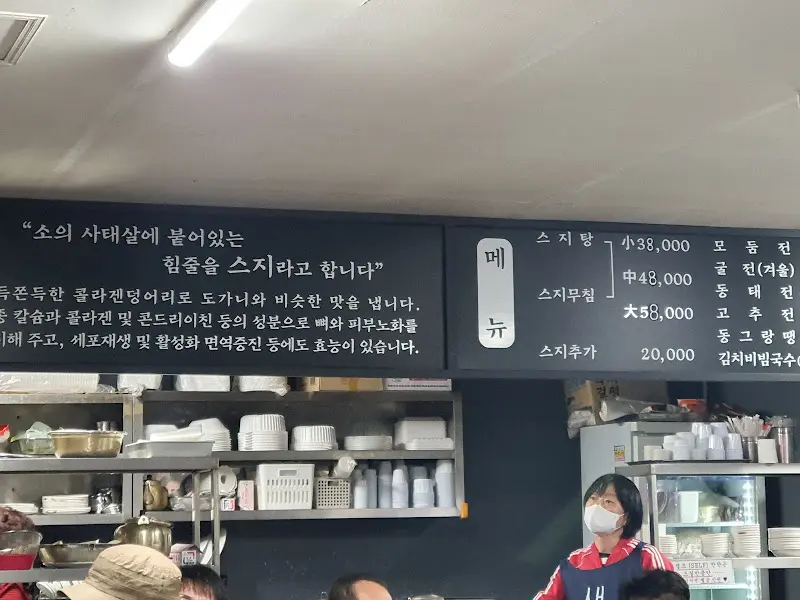 “소의 사태살에 붙어있는
힘줄을 스지라고 합니다”
득쫀득한 콜라겐덩어리로 도가니와 비슷한 맛을 냅니다.
칼슘과 콜라겐 및 콘드리이친 등의 성분으로 뼈와 피부노화를
해 주고, 세포재생 및 활성화 면역증진 등에도 효능이 있습니다.
메뉴
스지탕 小38,000
中48,000
스지무침
大58,000
스지추가 20,000
모둠전
굴전(겨울)
동태전
고추전
동그랑땡
김치비빔국수(
새